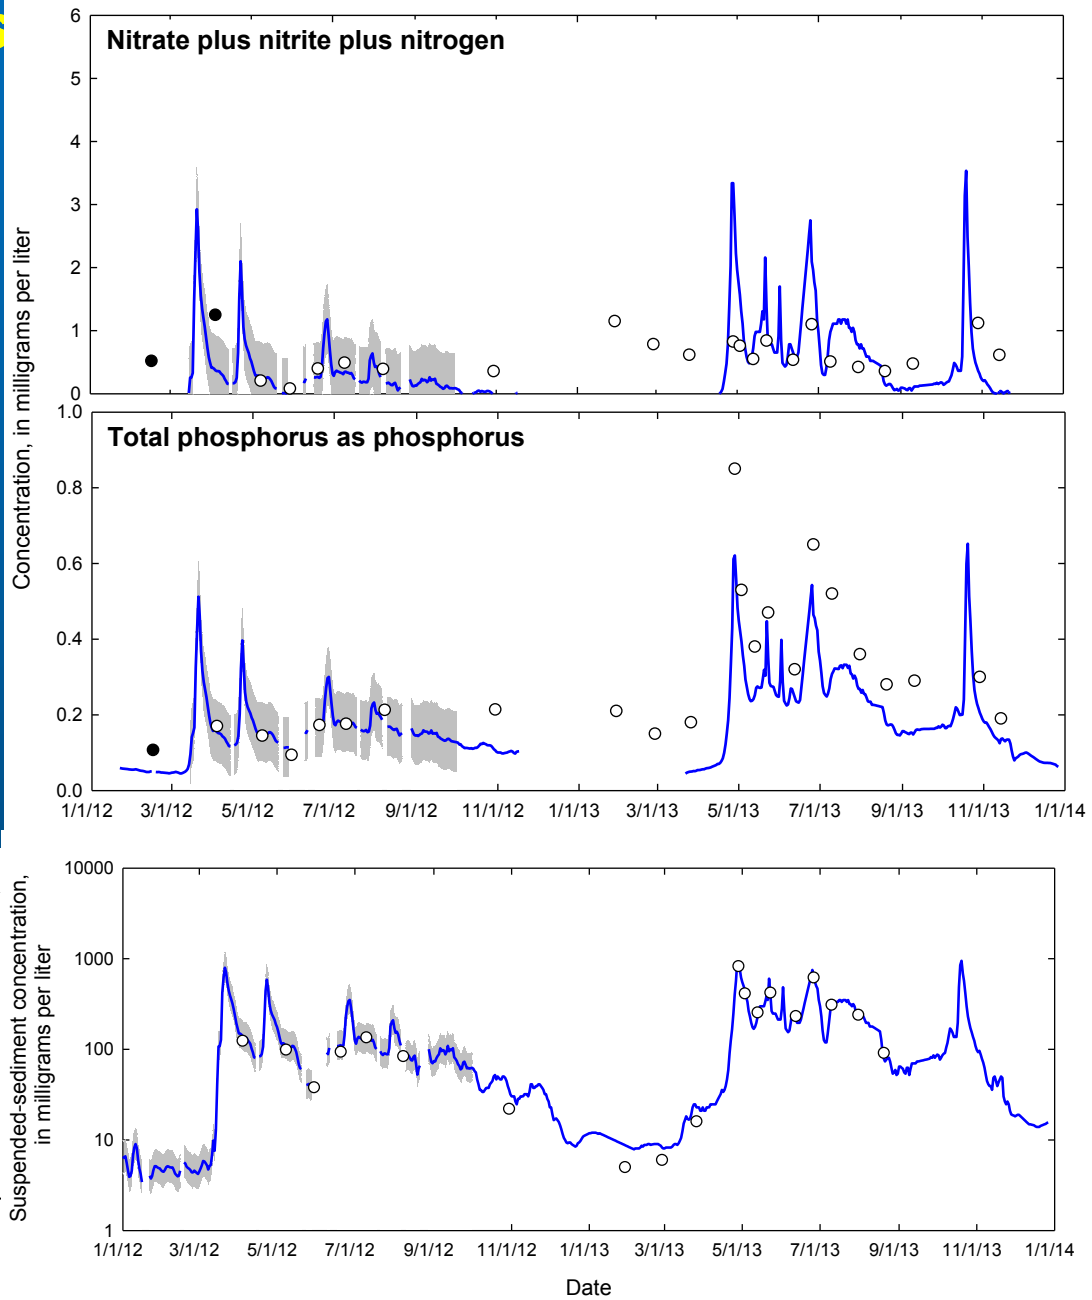 6
Nitrate plus nitrite plus nitrogen
5
4
3
2
1
0
Concentration, in milligrams per liter
1.0
Total phosphorus as phosphorus
0.8
0.6
0.4
0.2
0.0
1/1/12 3/1/12 5/1/12 7/1/12 9/1/12 11/1/12 1/1/13 3/1/13 5/1/13 7/1/13 9/1/13 11/1/13 1/1/14
10000
1000
100
10
1
Suspended-sediment concentration,
in milligrams per liter
1/1/12 3/1/12 5/1/12 7/1/12 9/1/12 11/1/12 1/1/13 3/1/13 5/1/13 7/1/13 9/1/13 11/1/13 1/1/14
Date